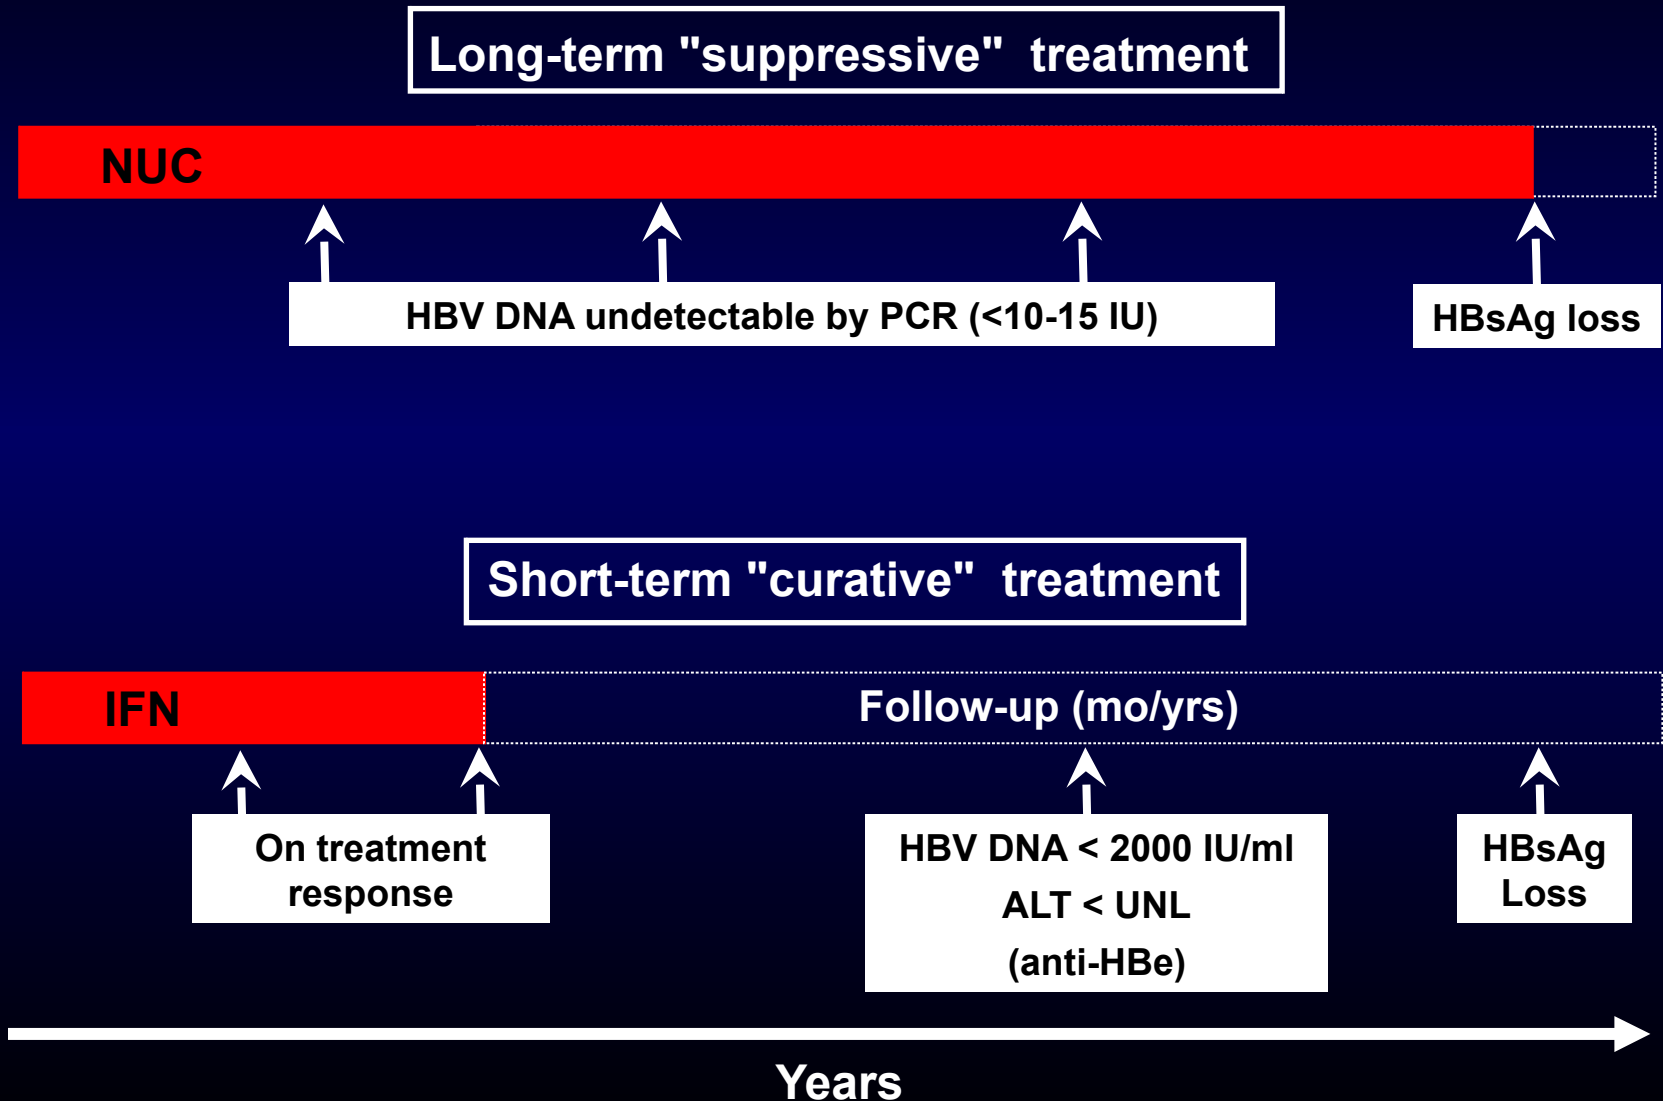 Long-term "suppressive" treatment
NUC
HBV DNA undetectable by PCR (<10-15 IU)
HBsAg loss
Short-term "curative" treatment
IFN
Follow-up (mo/yrs)
On treatment
response
HBV DNA < 2000 IU/ml
ALT < UNL
(anti-HBe)
HBsAg
Loss
Years